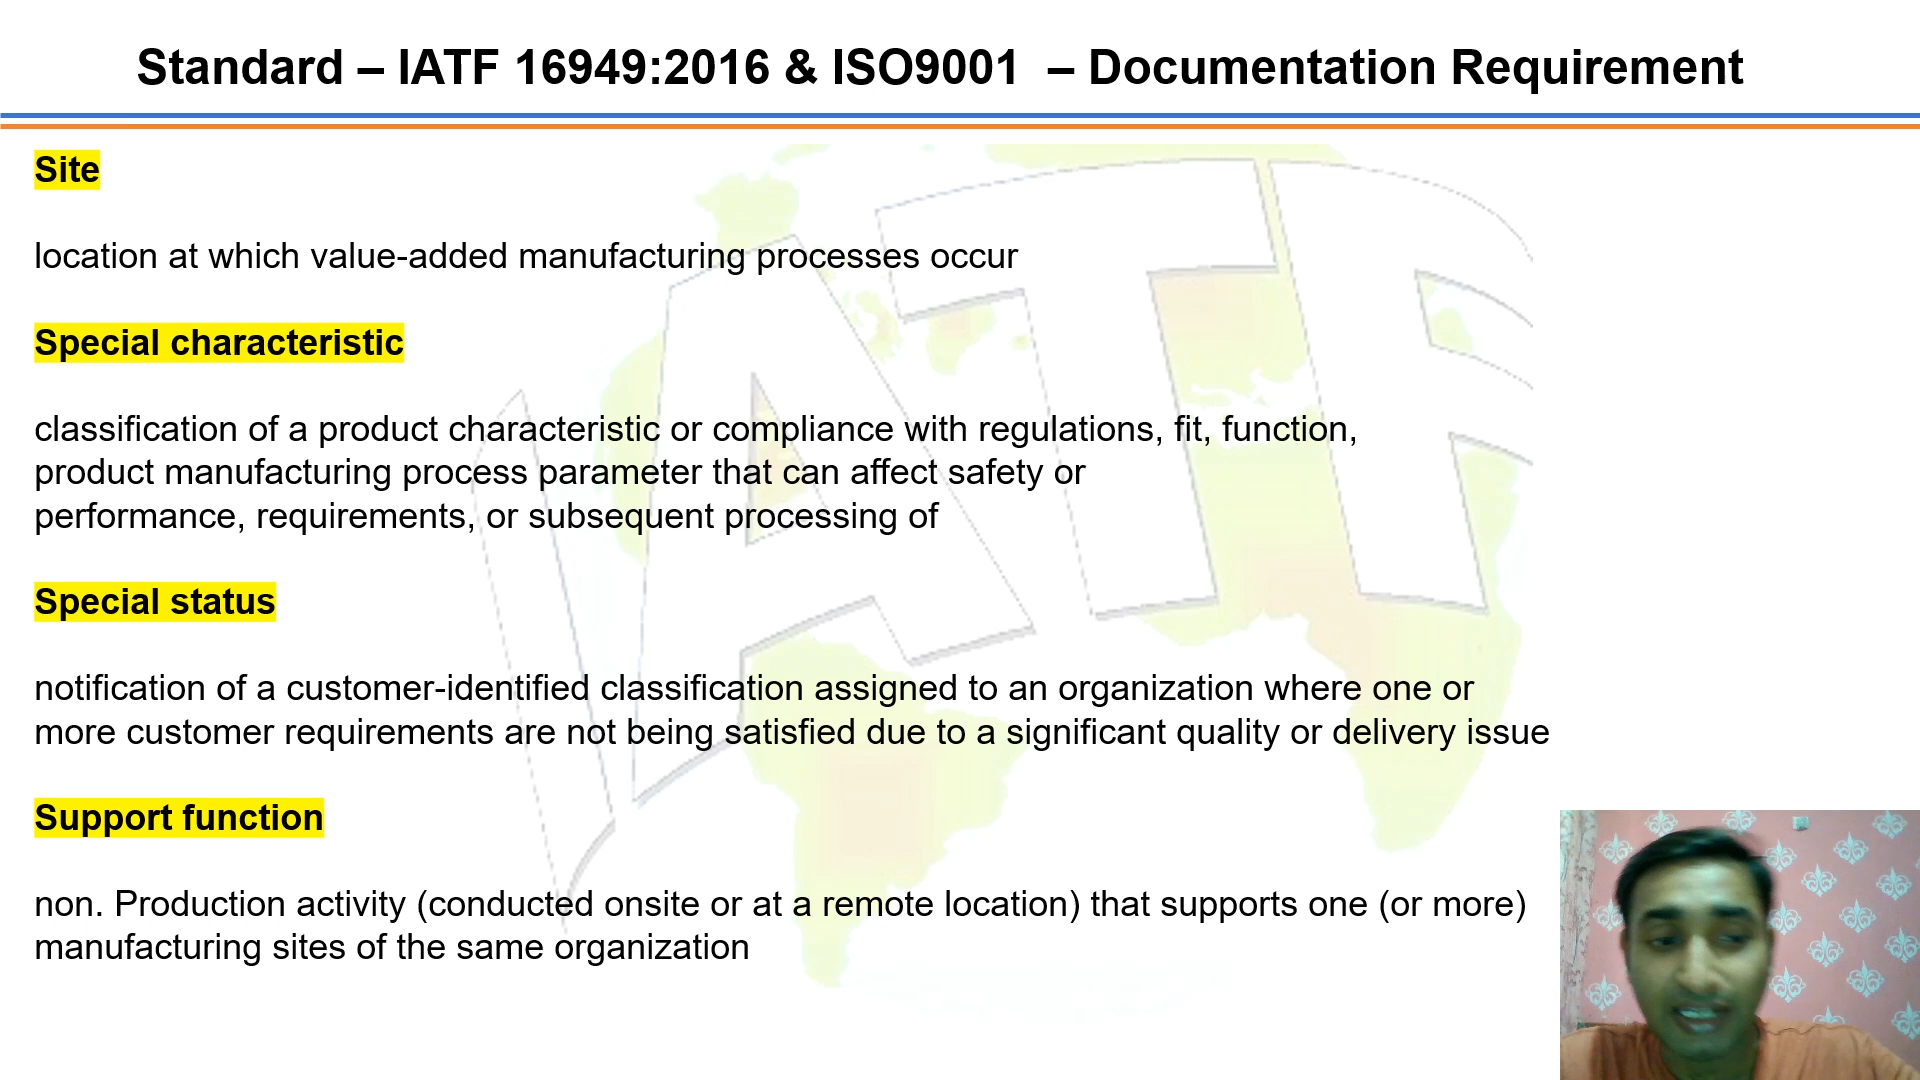 Standard – IATF 16949:2016 & ISO9001 – Documentation Requirement
Site
location at which value-added manufacturing processes occur
Special characteristic
classification of a product characteristic or compliance with regulations, fit, function,
product manufacturing process parameter that can affect safety or
performance, requirements, or subsequent processing of
Special status
notification of a customer-identified classification assigned to an organization where one or
more customer requirements are not being satisfied due to a significant quality or delivery issue
Support function
non. Production activity (conducted onsite or at a remote location) that supports one (or more)
manufacturing sites of the same organization
IATF